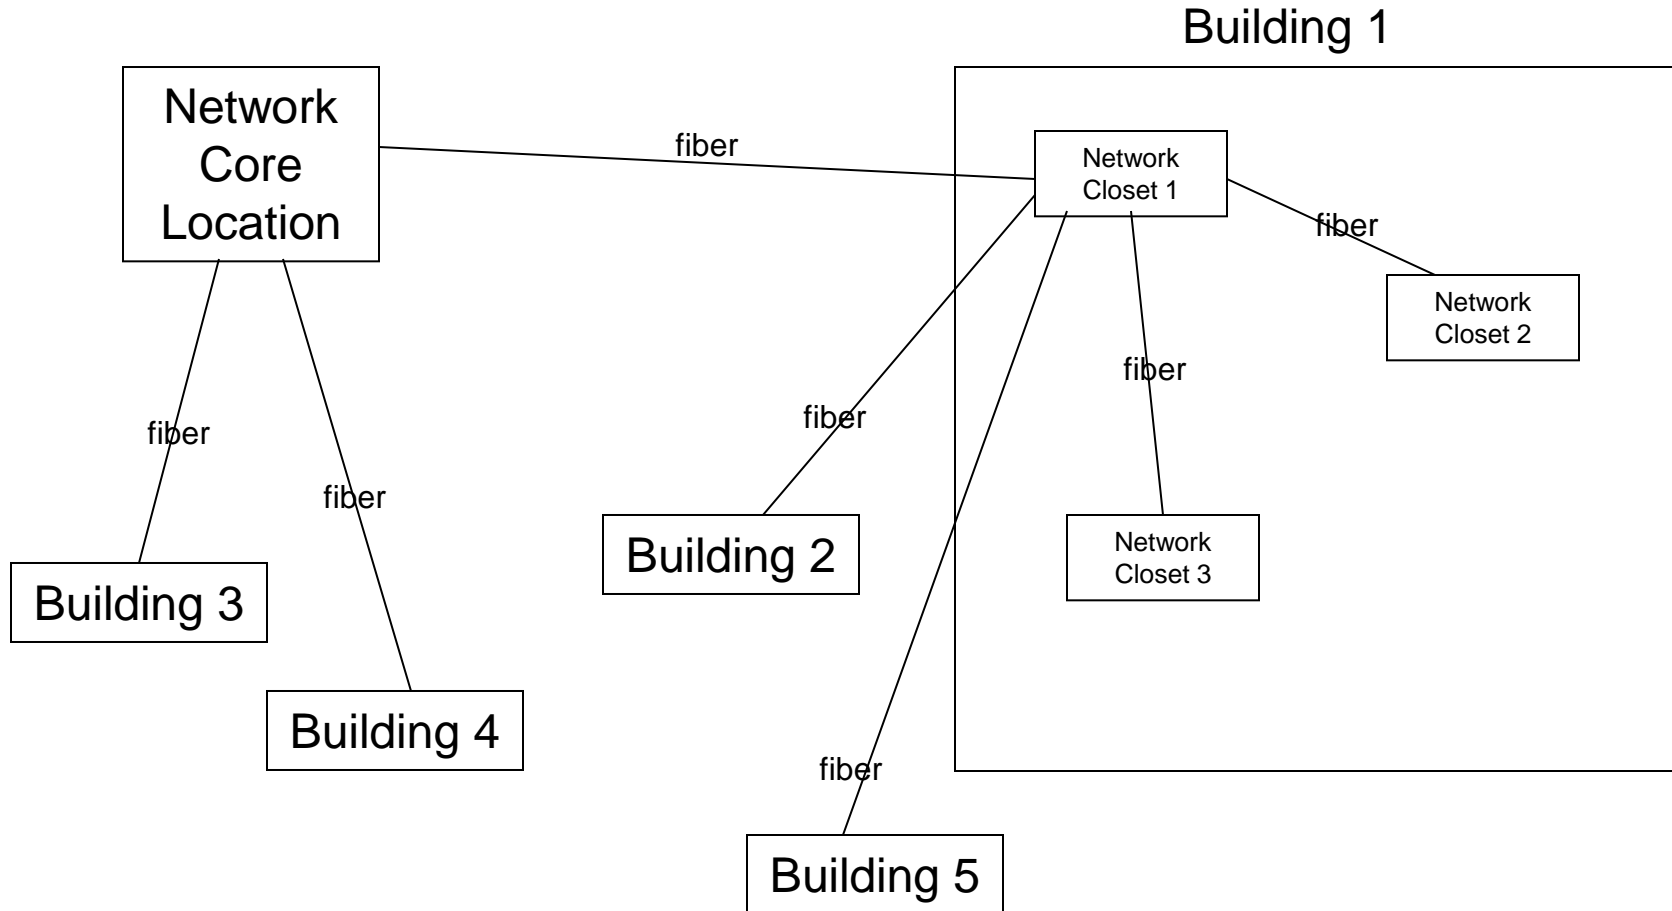 Building 1
Network
Core
Location
fiber
Network
Closet 1
fiber
Network
Closet 2
fiber
fiber
fiber
fiber
Network
Closet 3
Building 2
Building 3
Building 4
fiber
Building 5